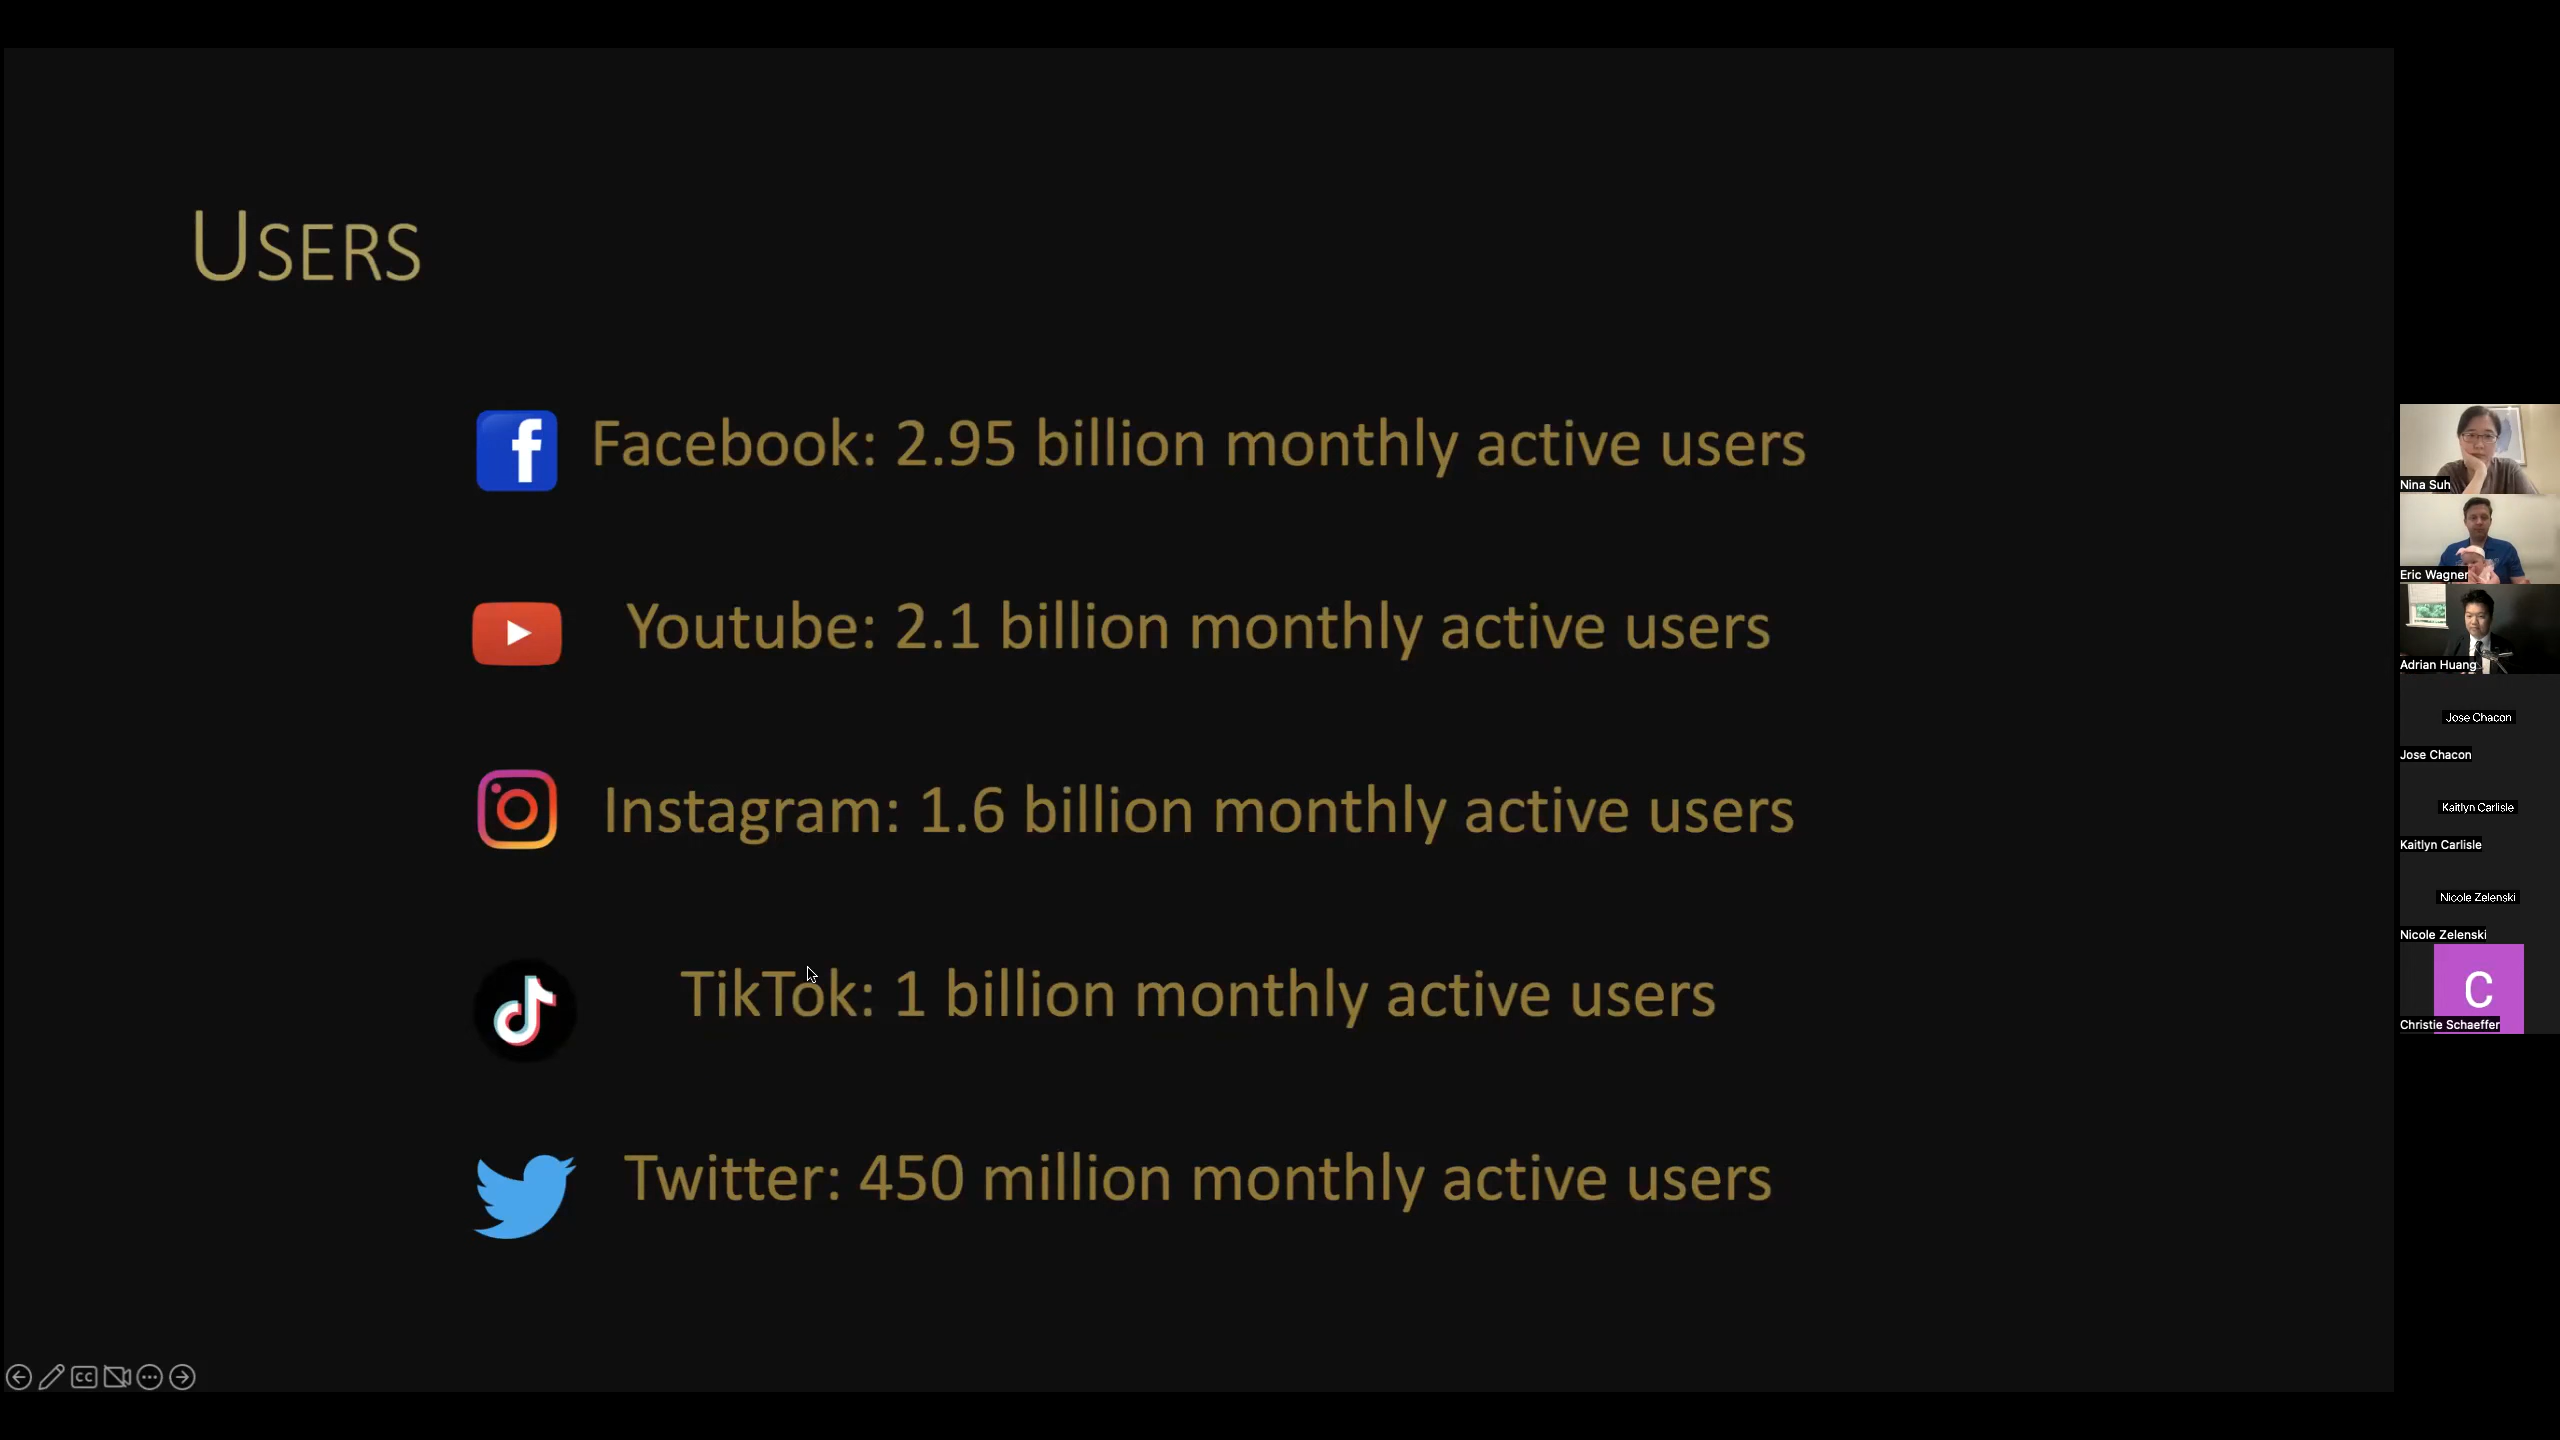 Users
Facebook: 2.95 billion monthly active users
Youtube: 2.1 billion monthly active users
Instagram: 1.6 billion monthly active users
TikTok: 1 billion monthly active users
Twitter: 450 million monthly active users
CC
Nina Suh
Eric Wagner
Adrian Huang
Jose Chacon
Jose Chacon
Kaitlyn Carlisle
Kaitlyn Carlisle
Nicole Zelenski
Nicole Zelenski
C
Christie Schaeffer